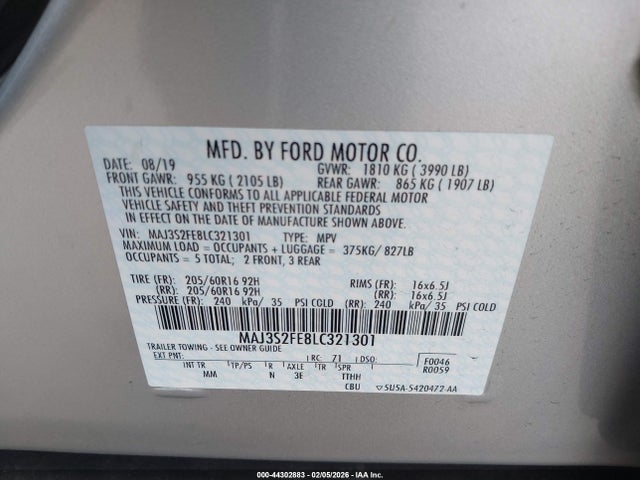 MFD. BY FORD MOTOR CO.
DATE: 08/19 GVWR: 1810 KG ( 3990 LB)
FRONT GAWR: 955 KG ( 2105 LB) REAR GAWR: 865 KG ( 1907 LB)
THIS VEHICLE CONFORMS TO ALL APPLICABLE FEDERAL MOTOR
VEHICLE SAFETY AND THEFT PREVENTION STANDARDS
IN EFFECT ON THE DATE OF MANUFACTURE SHOWN ABOVE.
VIN: MAJ3S2FE8LC321301 TYPE: MPV
MAXIMUM LOAD = OCCUPANTS + LUGGAGE = 375KG/ 827LB
OCCUPANTS = 5 TOTAL; 2 FRONT, 3 REAR
TIRE (FR): 205/60R16 92H RIMS (FR): 16x6.5J
(RR): 205/60R16 92H (RR): 16x6.5J
PRESSURE (FR): 240 kPa/ 35 PSI COLD (RR): 240 kPa/ 35 PSI COLD
MAJ3S2FE8LC321301
TRAILER TOWING - SEE OWNER GUIDE
EXT PNT: RC: 71 DSO: F0046
R0059
INT TR TP/PS R AXLE TR SPR
MM N 3E TTHH
CBU 5U5A-5420472-AA
000-44302883 - 02/05/2026 - IAAI, Inc.